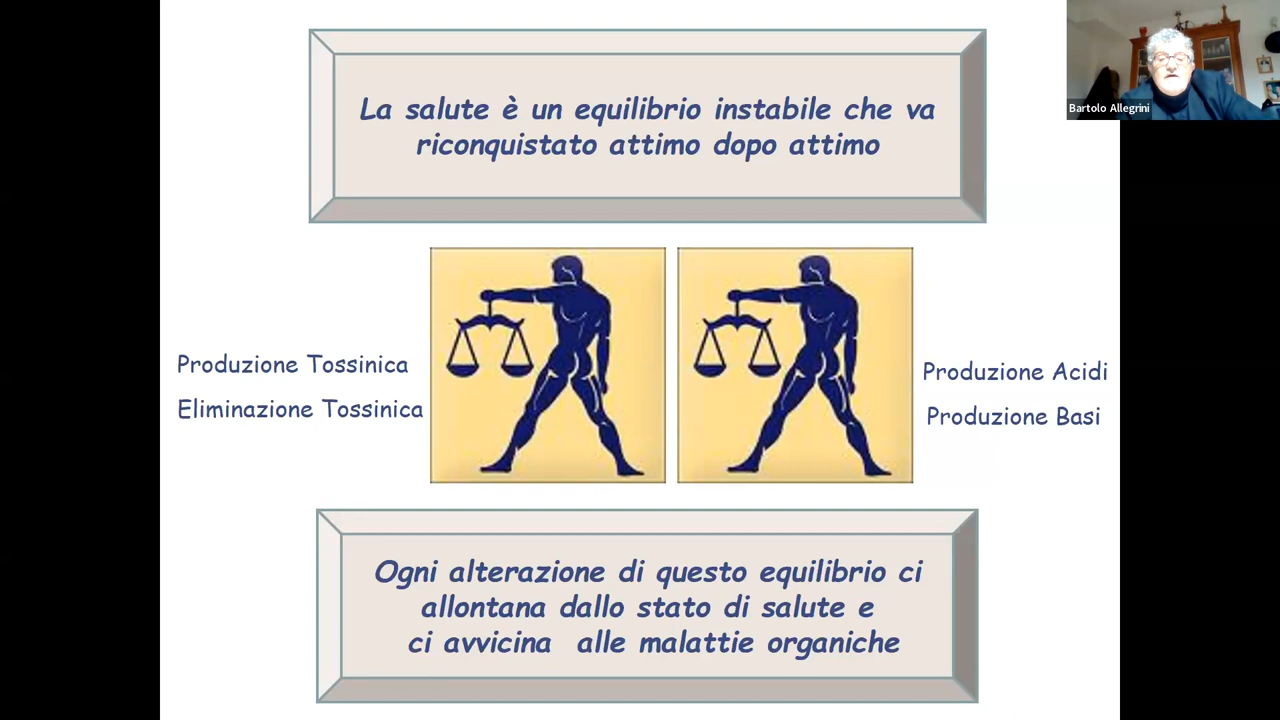 La salute è un equilibrio instabile che va
riconquistato attimo dopo attimo
Bartolo Allegrini
Produzione Tossinica
Eliminazione Tossinica
Produzione Acidi
Produzione Basi
Ogni alterazione di questo equilibrio ci
allontana dallo stato di salute e
ci avvicina  alle malattie organiche